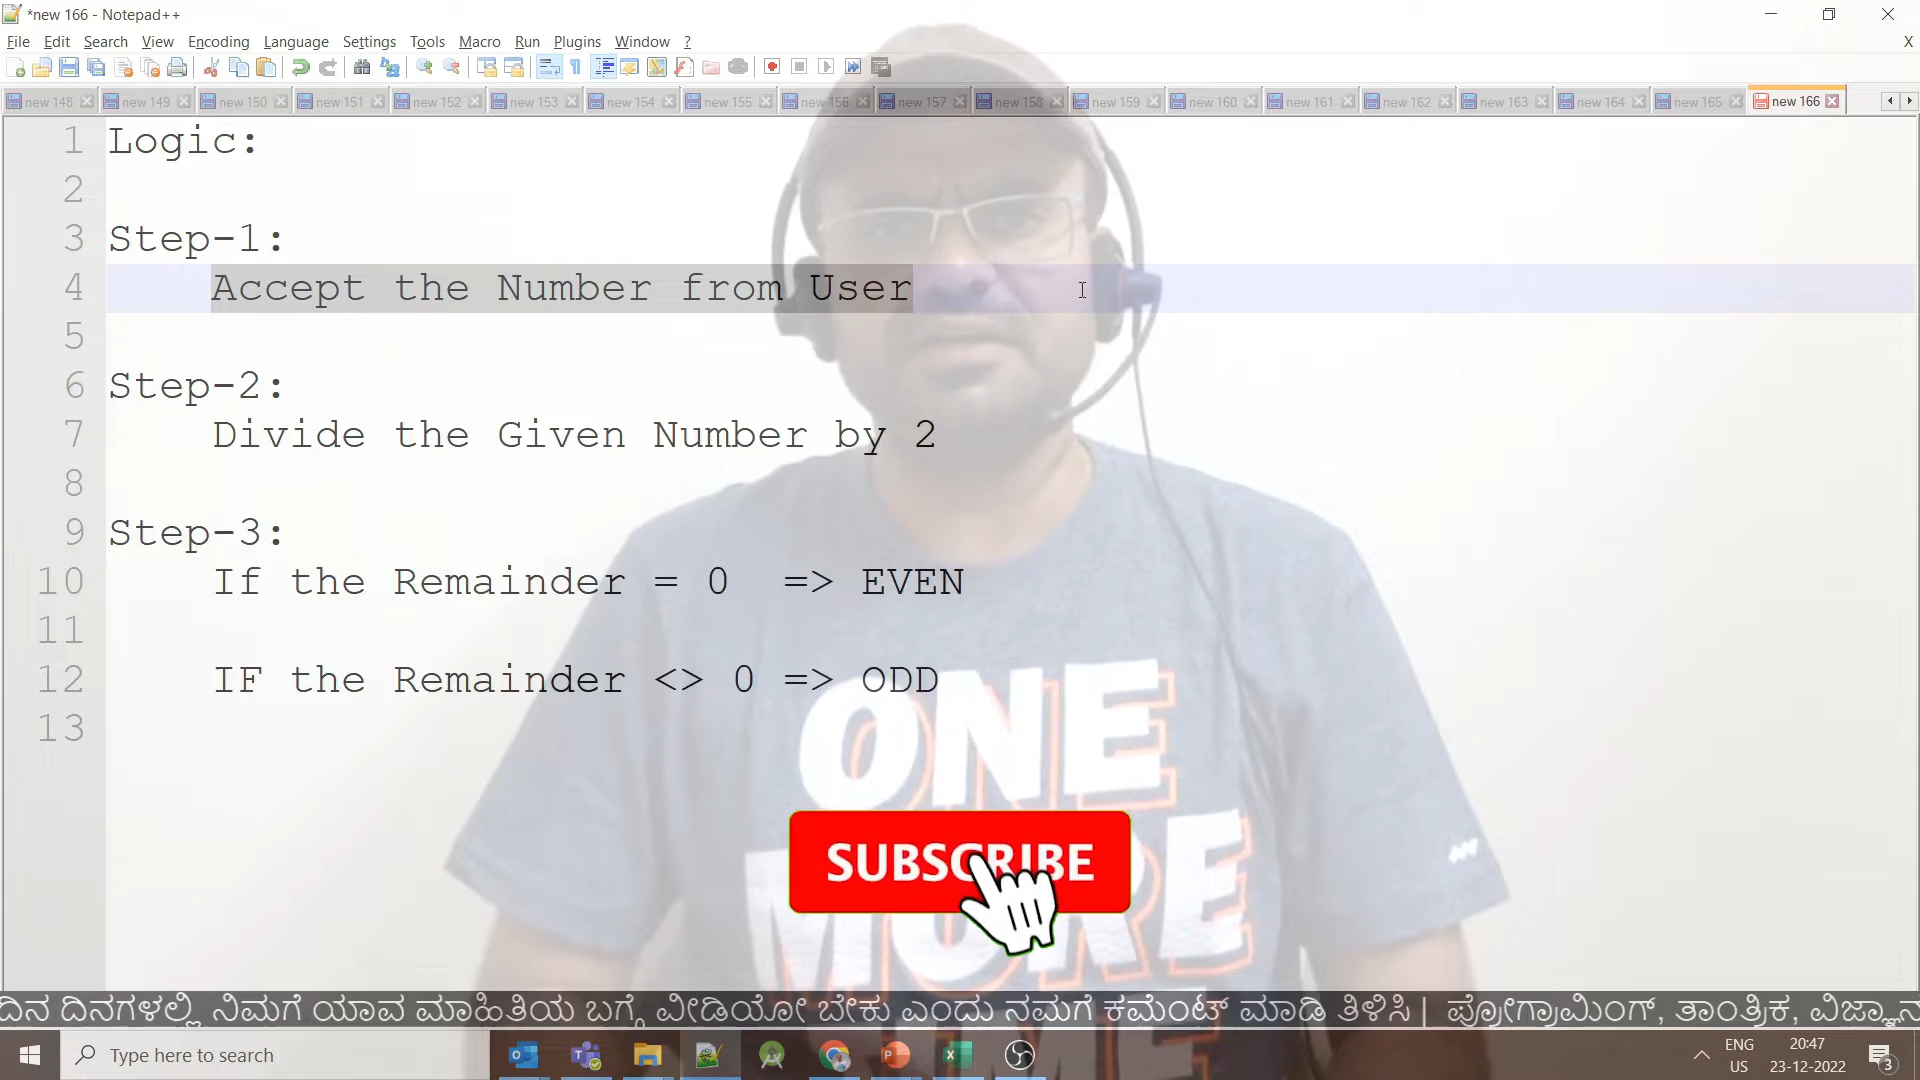 *new 166 - Notepad++
File Edit Search View Encoding Language Settings Tools Macro Run Plugins Window ? X
new 148 new 149 new 150 new 151 new 152 new 153 new 154 new 155 new 156 new 157 new 158 new 159 new 160 new 161 new 162 new 163 new 164 new 165 new 166
1 Logic:
2
3 Step-1:
4 Accept the Number from User
5
6 Step-2:
7 Divide the Given Number by 2
8
9 Step-3:
10 If the Remainder = 0 => EVEN
11
12 IF the Remainder <> 0 => ODD
13
ONE
SUBSCRIBE
MORE
ದಿನ ದಿನಗಳಲ್ಲಿ ನಿಮಗೆ ಯಾವ ಮಾಹಿತಿಯ ಬಗ್ಗೆ ವೀಡಿಯೋ ಬೇಕು ಎಂದು ನಮಗೆ ಕಮೆಂಟ್ ಮಾಡಿ ತಿಳಿಸಿ | ಪ್ರೋಗ್ರಾಮಿಂಗ್, ತಾಂತ್ರಿಕ, ವಿಜ್ಞಾನ
Type here to search
ENG
US
20:47
23-12-2022
3